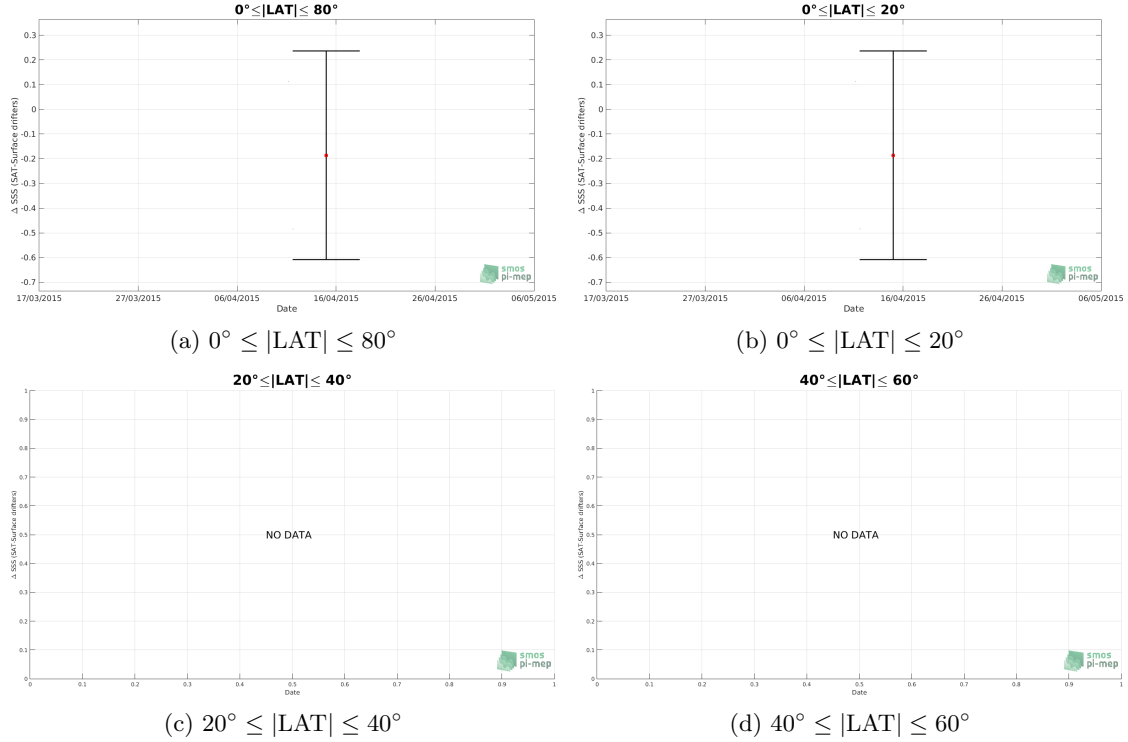 0°≤|LAT|≤ 80°
0.3
0.2
0.1
0
-0.1
-0.2
-0.3
-0.4
-0.5
-0.6
-0.7
Δ SSS (SAT-Surface drifters)
17/03/2015 27/03/2015 06/04/2015 16/04/2015 26/04/2015 06/05/2015
Date
smos
pi-mep
(a) 0° ≤ |LAT| ≤ 80°
0°≤|LAT|≤ 20°
0.3
0.2
0.1
0
-0.1
-0.2
-0.3
-0.4
-0.5
-0.6
-0.7
Δ SSS (SAT-Surface drifters)
17/03/2015 27/03/2015 06/04/2015 16/04/2015 26/04/2015 06/05/2015
Date
smos
pi-mep
(b) 0° ≤ |LAT| ≤ 20°
20°≤|LAT|≤ 40°
1
0.9
0.8
0.7
0.6
0.5
0.4
0.3
0.2
0.1
0
Δ SSS (SAT-Surface drifters)
NO DATA
0 0.1 0.2 0.3 0.4 0.5 0.6 0.7 0.8 0.9 1
Date
smos
pi-mep
(c) 20° ≤ |LAT| ≤ 40°
40°≤|LAT|≤ 60°
1
0.9
0.8
0.7
0.6
0.5
0.4
0.3
0.2
0.1
0
Δ SSS (SAT-Surface drifters)
NO DATA
0 0.1 0.2 0.3 0.4 0.5 0.6 0.7 0.8 0.9 1
Date
smos
pi-mep
(d) 40° ≤ |LAT| ≤ 60°